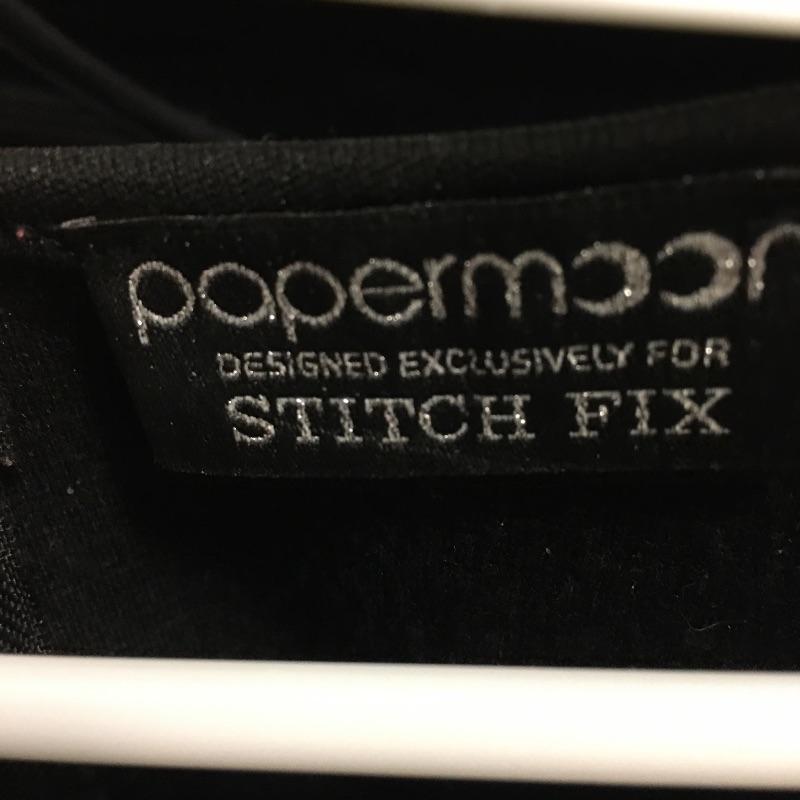 papermoon
DESIGNED EXCLUSIVELY FOR
STITCH FIX